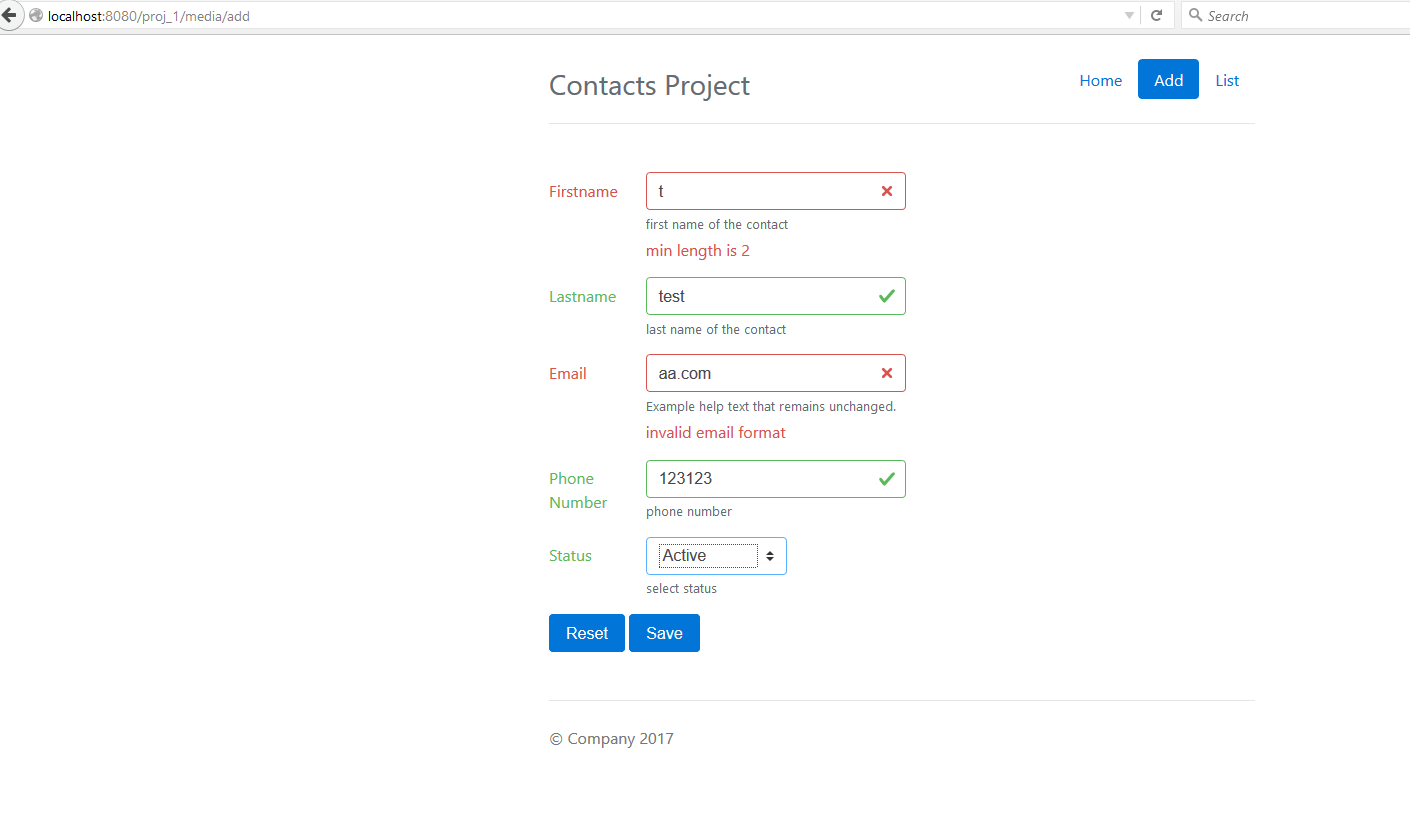 localhost:8080/proj_1/media/add
Search
Contacts Project
Home
Add
List
Firstname
t
first name of the contact
min length is 2
Lastname
test
last name of the contact
Email
aa.com
Example help text that remains unchanged.
invalid email format
Phone
Number
123123
phone number
Status
Active
select status
Reset
Save
© Company 2017